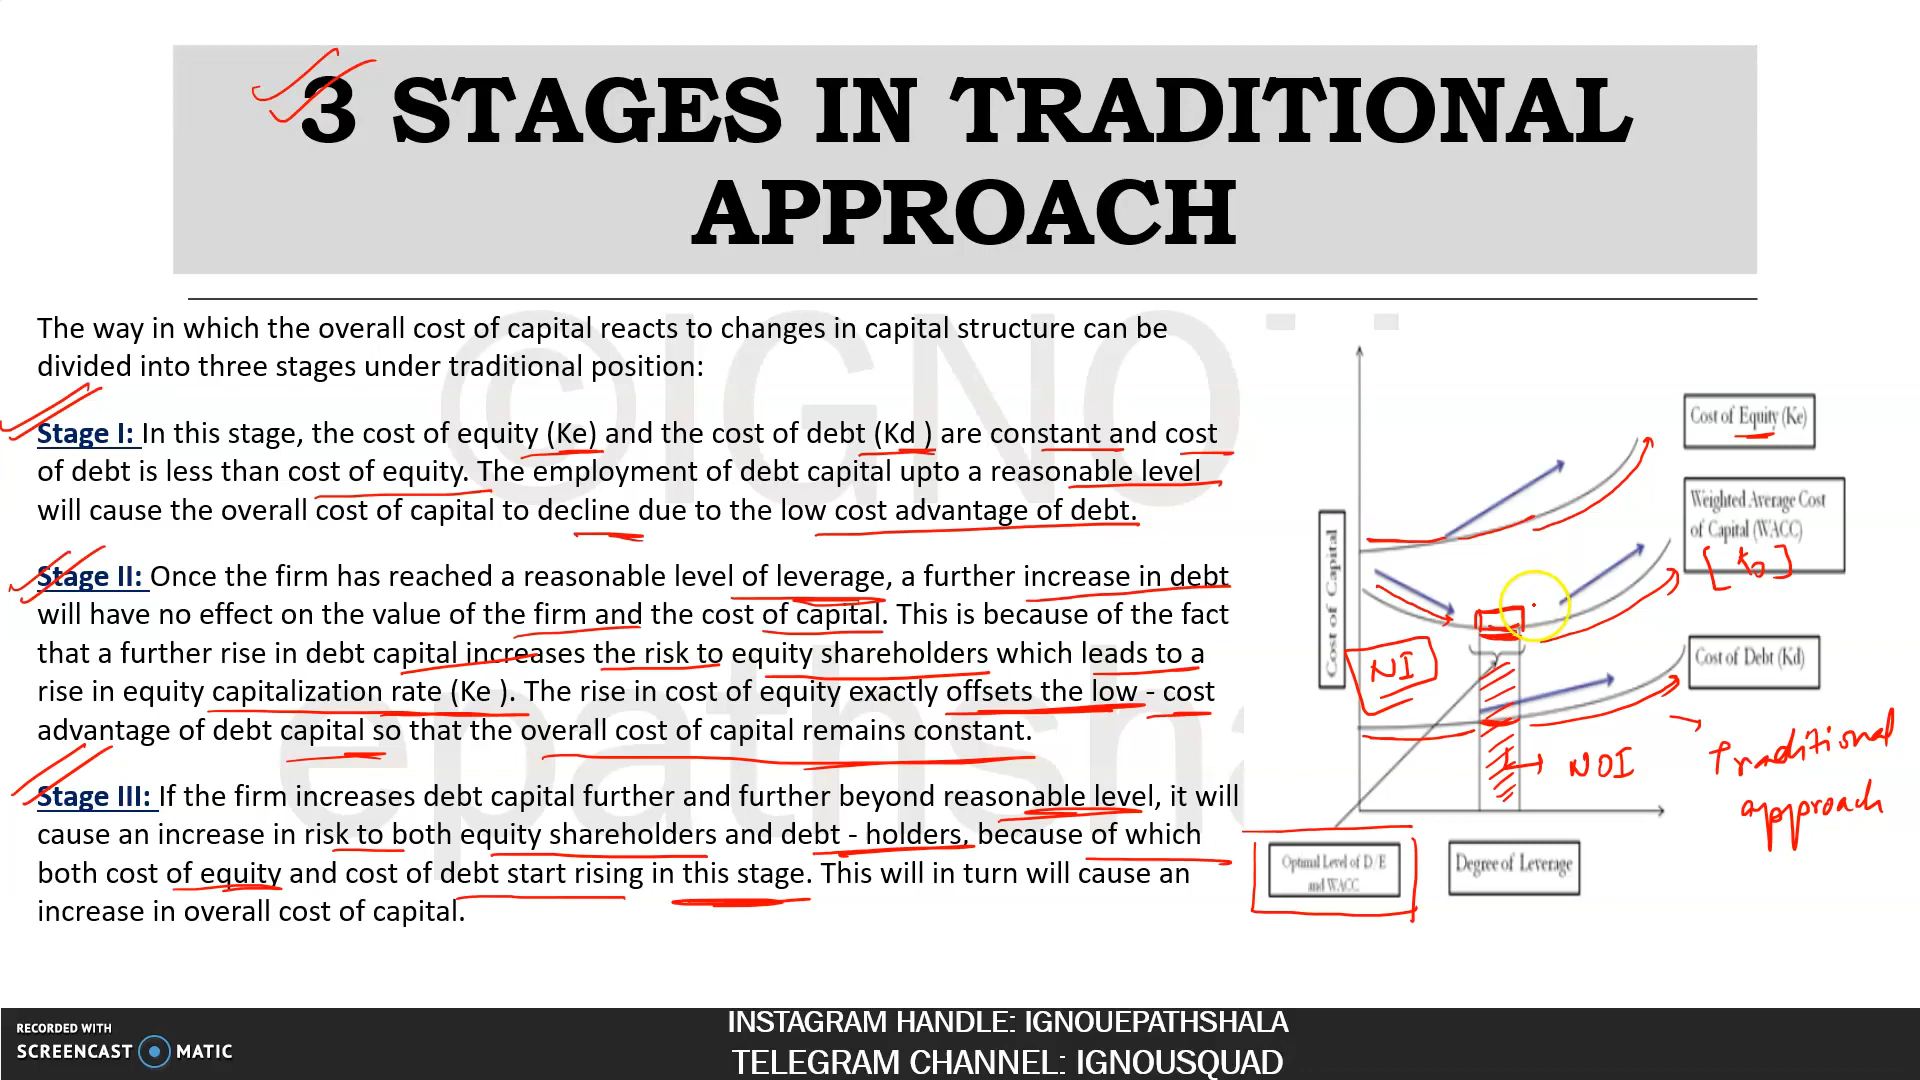 3 STAGES IN TRADITIONAL
APPROACH
The way in which the overall cost of capital reacts to changes in capital structure can be
divided into three stages under traditional position:
Stage I: In this stage, the cost of equity (Ke) and the cost of debt (Kd ) are constant and cost
of debt is less than cost of equity. The employment of debt capital upto a reasonable level
will cause the overall cost of capital to decline due to the low cost advantage of debt.
Stage II: Once the firm has reached a reasonable level of leverage, a further increase in debt
will have no effect on the value of the firm and the cost of capital. This is because of the fact
that a further rise in debt capital increases the risk to equity shareholders which leads to a
rise in equity capitalization rate (Ke ). The rise in cost of equity exactly offsets the low - cost
advantage of debt capital so that the overall cost of capital remains constant.
Stage III: If the firm increases debt capital further and further beyond reasonable level, it will
cause an increase in risk to both equity shareholders and debt - holders, because of which
both cost of equity and cost of debt start rising in this stage. This will in turn will cause an
increase in overall cost of capital.
©IGNOU
epathsha
Cost of Capital
Cost of Equity (Ke)
Weighted Average Cost
of Capital (WACC)
Cost of Debt (Kd)
NI
NOI
Traditional
approach
Optimal Level of D/E
and WACC
Degree of Leverage
RECORDED WITH
SCREENCAST MATIC
INSTAGRAM HANDLE: IGNOUEPATHSHALA
TELEGRAM CHANNEL: IGNOUSQUAD